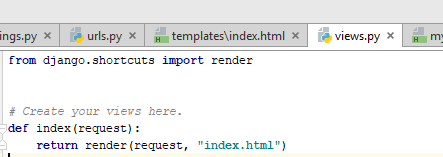 ings.py urls.py templates\index.html views.py my
from django.shortcuts import render
# Create your views here.
def index(request):
    return render(request, "index.html")